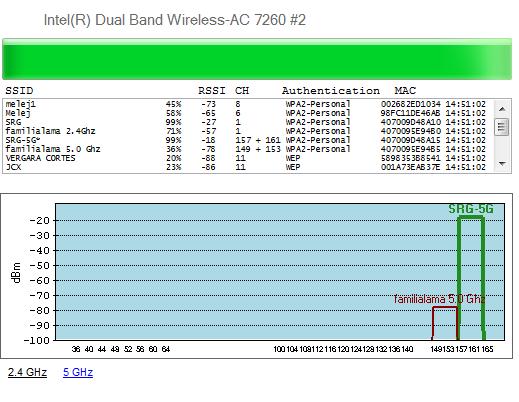 Intel(R) Dual Band Wireless-AC 7260 #2
SSID RSSI CH Authentication MAC
melej1 45% -73 8 WPA2-Personal 002682ED1034 14:51:02
Melej 58% -65 6 WPA2-Personal 98FC11DE46AB 14:51:02
SRG 99% -27 1 WPA2-Personal 407009D48A10 14:51:02
familialama 2.4Ghz 71% -57 1 WPA2-Personal 407009E94B0 14:51:02
SRG-5G* 99% -18 157 + 161 WPA2-Personal 407009D48A15 14:51:02
familialama 5.0 Ghz 36% -78 149 + 153 WPA2-Personal 407009E94B5 14:51:02
VERGARA CORTES 20% -88 11 WEP 5898353B8541 14:51:02
JCX 23% -86 11 WEP 001A73EAB37E 14:51:02
SRG-5G
-20
-30
-40
-50
-60
-70
familialama 5.0 Ghz
-80
-90
-100
dBm
36 40 44 48 52 56 60 64 100 104 108 112 116 120 124 128 132 136 140 149 153 157 161 165
2.4 GHz 5 GHz